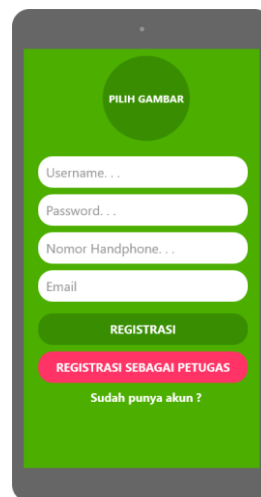 PILIH GAMBAR
Username. . .
Password. . .
Nomor Handphone. . .
Email
REGISTRASI
REGISTRASI SEBAGAI PETUGAS
Sudah punya akun ?